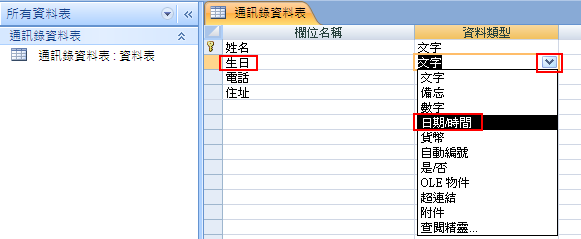 所有資料表
通訊錄資料表
通訊錄資料表 : 資料表
通訊錄資料表
欄位名稱 資料類型
姓名 文字
生日 文字
電話
住址
文字
備忘
數字
日期/時間
貨幣
自動編號
是/否
OLE 物件
超連結
附件
查閱精靈...